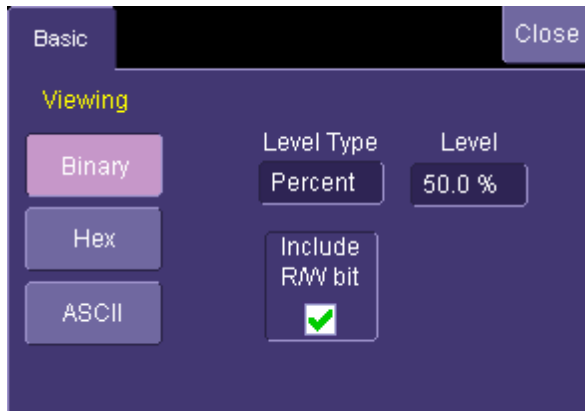 Basic
Close
Viewing
Binary
Hex
ASCII
Level Type
Percent
Level
50.0 %
Include
R/W bit